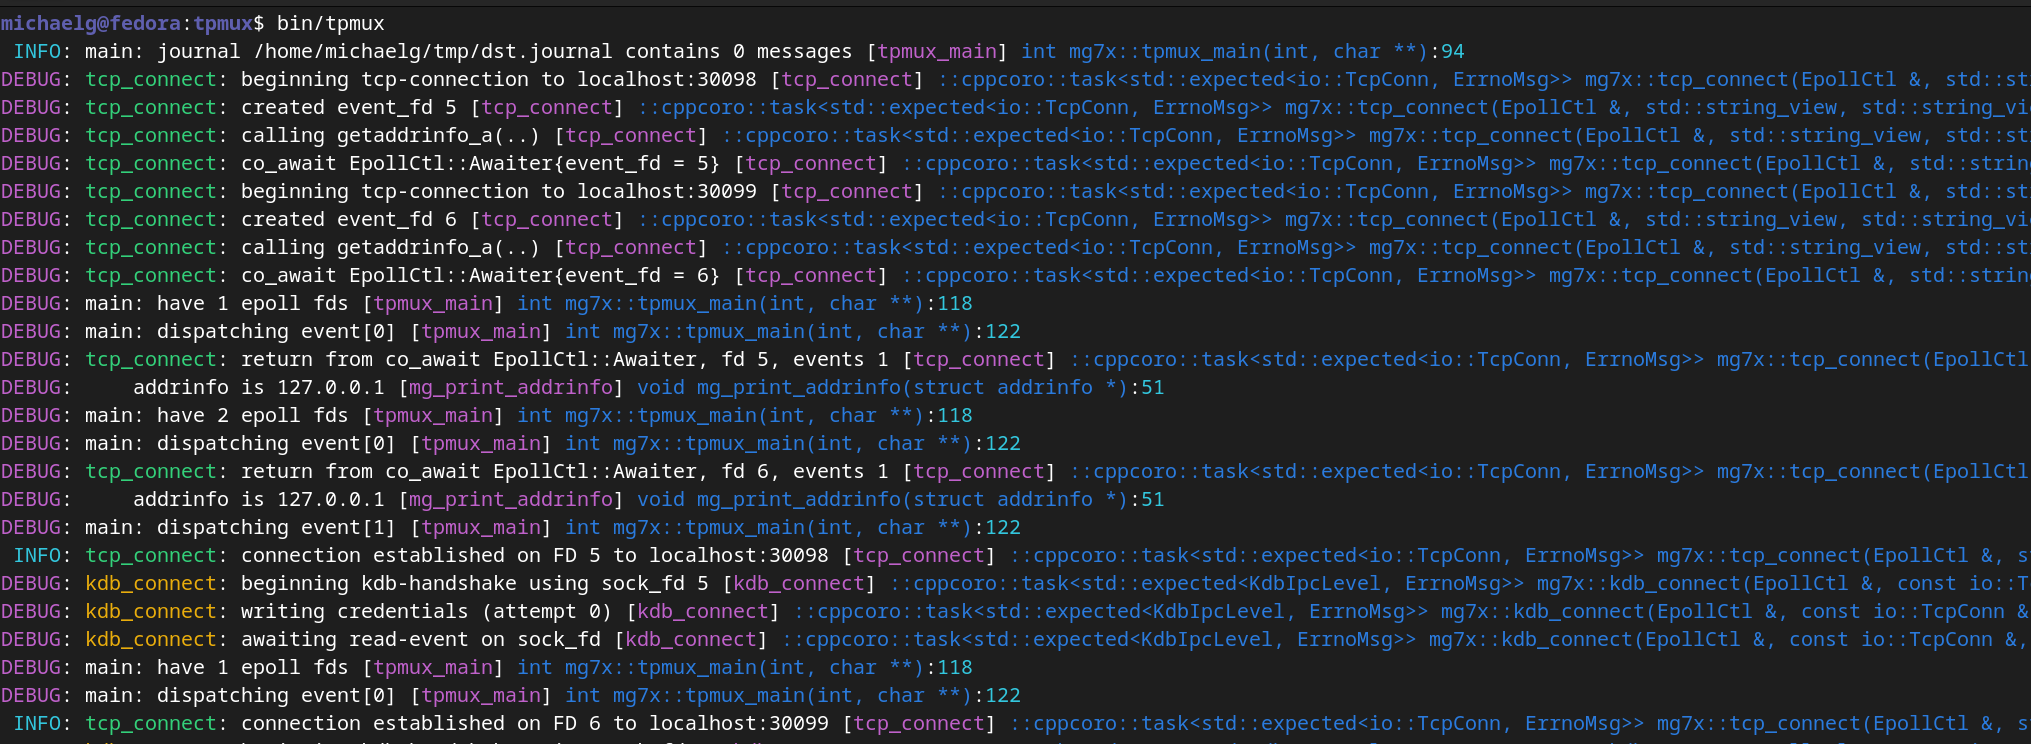 michaelg@fedora:tpmux$ bin/tpmux
 INFO: main: journal /home/michaelg/tmp/dst.journal contains 0 messages [tpmux_main] int mg7x::tpmux_main(int, char **):94
DEBUG: tcp_connect: beginning tcp-connection to localhost:30098 [tcp_connect] ::cppcoro::task<std::expected<io::TcpConn, ErrnoMsg>> mg7x::tcp_connect(EpollCtl &, std::st
DEBUG: tcp_connect: created event_fd 5 [tcp_connect] ::cppcoro::task<std::expected<io::TcpConn, ErrnoMsg>> mg7x::tcp_connect(EpollCtl &, std::string_view, std::string_vi
DEBUG: tcp_connect: calling getaddrinfo_a(..) [tcp_connect] ::cppcoro::task<std::expected<io::TcpConn, ErrnoMsg>> mg7x::tcp_connect(EpollCtl &, std::string_view, std::st
DEBUG: tcp_connect: co_await EpollCtl::Awaiter{event_fd = 5} [tcp_connect] ::cppcoro::task<std::expected<io::TcpConn, ErrnoMsg>> mg7x::tcp_connect(EpollCtl &, std::string
DEBUG: tcp_connect: beginning tcp-connection to localhost:30099 [tcp_connect] ::cppcoro::task<std::expected<io::TcpConn, ErrnoMsg>> mg7x::tcp_connect(EpollCtl &, std::st
DEBUG: tcp_connect: created event_fd 6 [tcp_connect] ::cppcoro::task<std::expected<io::TcpConn, ErrnoMsg>> mg7x::tcp_connect(EpollCtl &, std::string_view, std::string_vi
DEBUG: tcp_connect: calling getaddrinfo_a(..) [tcp_connect] ::cppcoro::task<std::expected<io::TcpConn, ErrnoMsg>> mg7x::tcp_connect(EpollCtl &, std::string_view, std::st
DEBUG: tcp_connect: co_await EpollCtl::Awaiter{event_fd = 6} [tcp_connect] ::cppcoro::task<std::expected<io::TcpConn, ErrnoMsg>> mg7x::tcp_connect(EpollCtl &, std::string
DEBUG: main: have 1 epoll fds [tpmux_main] int mg7x::tpmux_main(int, char **):118
DEBUG: main: dispatching event[0] [tpmux_main] int mg7x::tpmux_main(int, char **):122
DEBUG: tcp_connect: return from co_await EpollCtl::Awaiter, fd 5, events 1 [tcp_connect] ::cppcoro::task<std::expected<io::TcpConn, ErrnoMsg>> mg7x::tcp_connect(EpollCtl
DEBUG:     addrinfo is 127.0.0.1 [mg_print_addrinfo] void mg_print_addrinfo(struct addrinfo *):51
DEBUG: main: have 2 epoll fds [tpmux_main] int mg7x::tpmux_main(int, char **):118
DEBUG: main: dispatching event[0] [tpmux_main] int mg7x::tpmux_main(int, char **):122
DEBUG: tcp_connect: return from co_await EpollCtl::Awaiter, fd 6, events 1 [tcp_connect] ::cppcoro::task<std::expected<io::TcpConn, ErrnoMsg>> mg7x::tcp_connect(EpollCtl
DEBUG:     addrinfo is 127.0.0.1 [mg_print_addrinfo] void mg_print_addrinfo(struct addrinfo *):51
DEBUG: main: dispatching event[1] [tpmux_main] int mg7x::tpmux_main(int, char **):122
 INFO: tcp_connect: connection established on FD 5 to localhost:30098 [tcp_connect] ::cppcoro::task<std::expected<io::TcpConn, ErrnoMsg>> mg7x::tcp_connect(EpollCtl &, s
DEBUG: kdb_connect: beginning kdb-handshake using sock_fd 5 [kdb_connect] ::cppcoro::task<std::expected<KdbIpcLevel, ErrnoMsg>> mg7x::kdb_connect(EpollCtl &, const io::T
DEBUG: kdb_connect: writing credentials (attempt 0) [kdb_connect] ::cppcoro::task<std::expected<KdbIpcLevel, ErrnoMsg>> mg7x::kdb_connect(EpollCtl &, const io::TcpConn &
DEBUG: kdb_connect: awaiting read-event on sock_fd [kdb_connect] ::cppcoro::task<std::expected<KdbIpcLevel, ErrnoMsg>> mg7x::kdb_connect(EpollCtl &, const io::TcpConn &,
DEBUG: main: have 1 epoll fds [tpmux_main] int mg7x::tpmux_main(int, char **):118
DEBUG: main: dispatching event[0] [tpmux_main] int mg7x::tpmux_main(int, char **):122
 INFO: tcp_connect: connection established on FD 6 to localhost:30099 [tcp_connect] ::cppcoro::task<std::expected<io::TcpConn, ErrnoMsg>> mg7x::tcp_connect(EpollCtl &, s